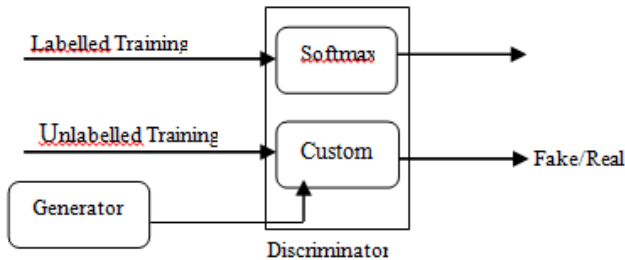 Labelled Training
Softmax
Unlabelled Training
Custom
Fake/Real
Generator
Discriminator